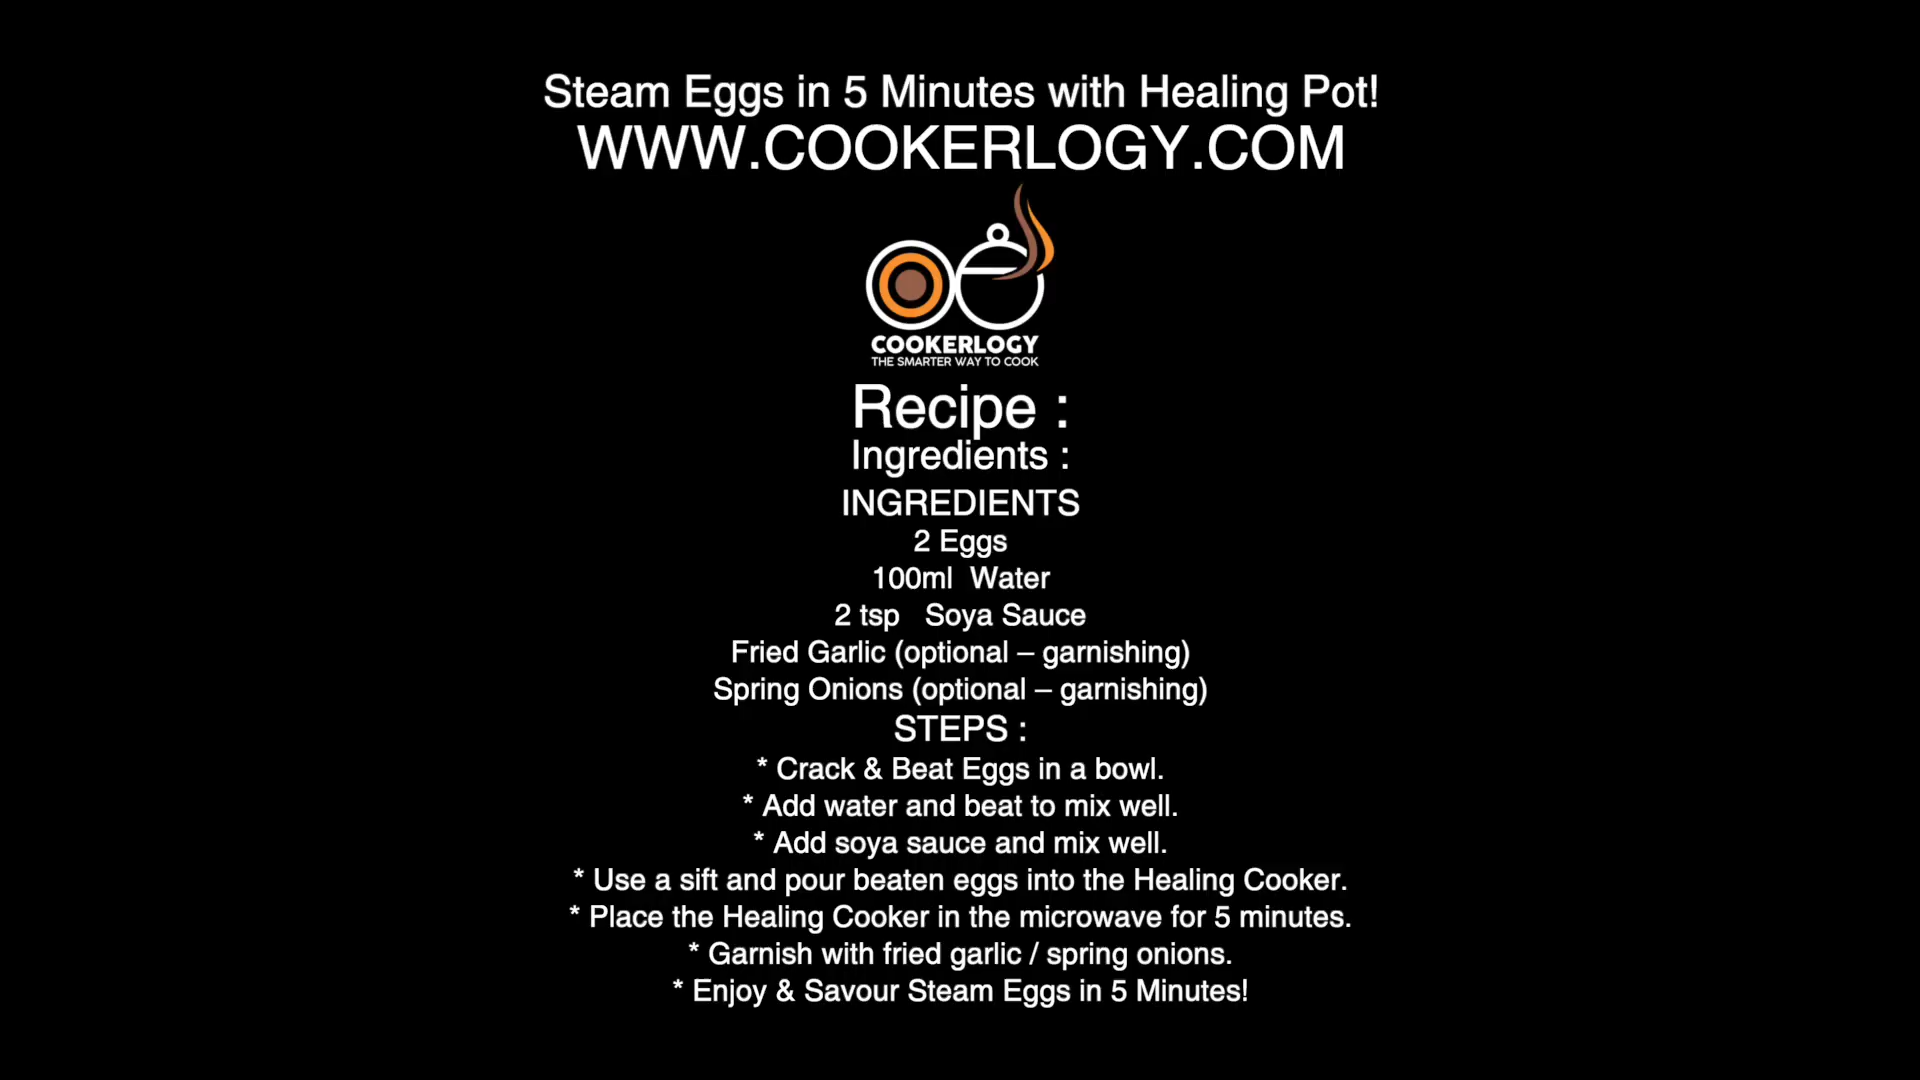 Steam Eggs in 5 Minutes with Healing Pot!
WWW.COOKERLOGY.COM
COOKERLOGY
THE SMARTER WAY TO COOK
Recipe :
Ingredients :
INGREDIENTS
2 Eggs
100ml  Water
2 tsp   Soya Sauce
Fried Garlic (optional – garnishing)
Spring Onions (optional – garnishing)
STEPS :
* Crack & Beat Eggs in a bowl.
* Add water and beat to mix well.
* Add soya sauce and mix well.
* Use a sift and pour beaten eggs into the Healing Cooker.
* Place the Healing Cooker in the microwave for 5 minutes.
* Garnish with fried garlic / spring onions.
* Enjoy & Savour Steam Eggs in 5 Minutes!